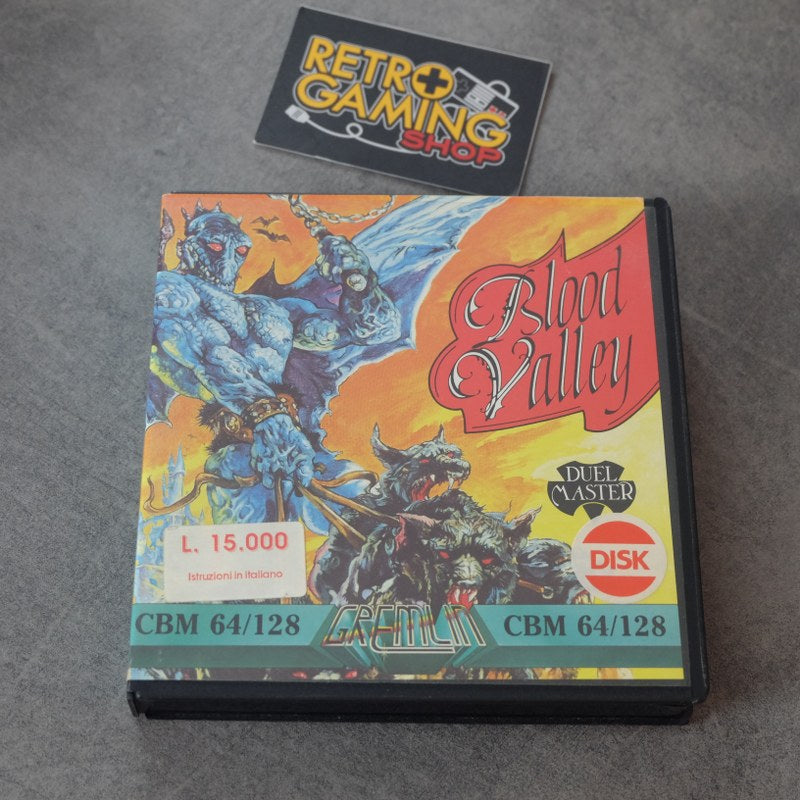 RETRO
GAMING
SHOP
Blood
Valley
DUEL
MASTER
DISK
L. 15.000
Istruzioni in italiano
CBM 64/128
GREMLIN
CBM 64/128